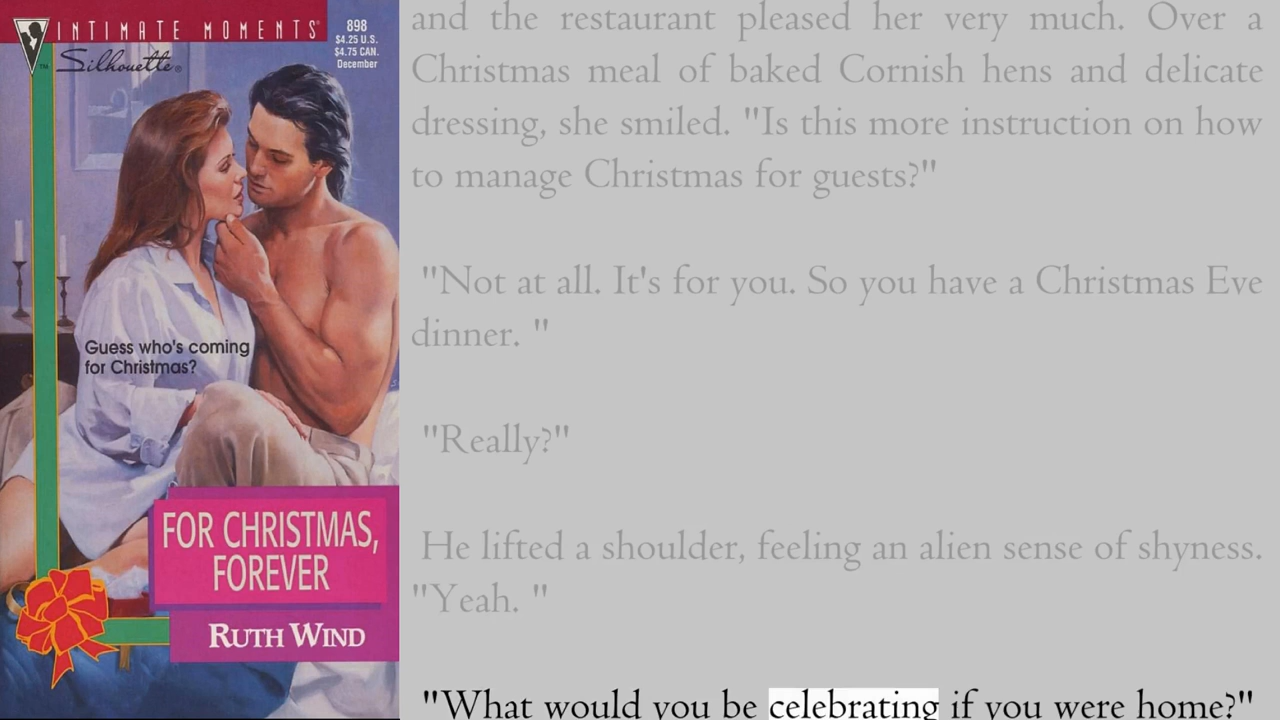 INTIMATE MOMENTS®
898
$4.25 U.S.
$4.75 CAN.
December
™
Silhouette®
Guess who's coming
for Christmas?
FOR CHRISTMAS,
FOREVER
RUTH WIND
and the restaurant pleased her very much. Over a
Christmas meal of baked Cornish hens and delicate
dressing, she smiled. "Is this more instruction on how
to manage Christmas for guests?"
"Not at all. It's for you. So you have a Christmas Eve
dinner. "
"Really?"
He lifted a shoulder, feeling an alien sense of shyness.
"Yeah. "
"What would you be celebrating if you were home?"